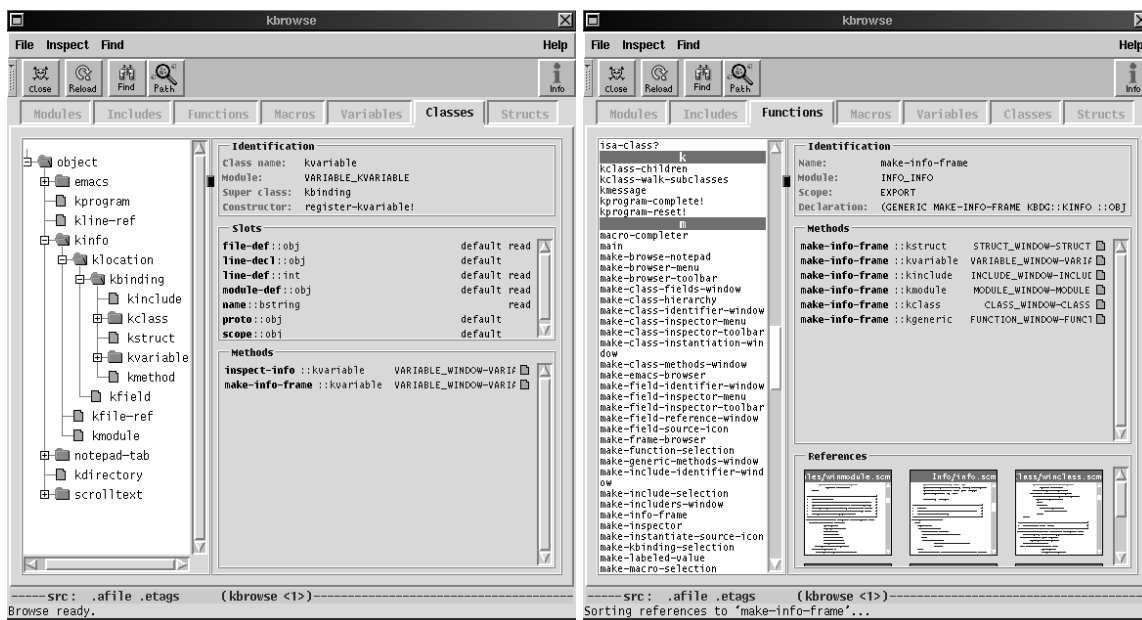 kbrowse
File Inspect Find Help
Close Reload Find Path Info
Modules Includes Functions Macros Variables Classes Structs
object
emacs
kprogram
kline-ref
kinfo
klocation
kbinding
kinclude
kclass
kstruct
kvariable
kmethod
kfield
kfile-ref
kmodule
notepad-tab
kdirectory
scrolltext
Identification
Class name: kvariable
Module: VARIABLE_KVARIABLE
Super class: kbinding
Constructor: register-kvariable!
Slots
file-def::obj default read
line-decl::obj default
line-def::int default read
module-def::obj default read
name::bstring read
proto::obj default
scope::obj default
Methods
inspect-info ::kvariable VARIABLE_WINDOW-VARIA
make-info-frame ::kvariable VARIABLE_WINDOW-VARIA
-----src: .afile .etags (kbrowse <1>)-----
Browse ready.
kbrowse
File Inspect Find Help
Close Reload Find Path Info
Modules Includes Functions Macros Variables Classes Structs
isa-class?
k
kclass-children
kclass-walk-subclasses
kmessage
kprogram-complete!
kprogram-reset!
m
macro-completer
main
make-browse-notepad
make-browser-menu
make-browser-toolbar
make-class-fields-window
make-class-hierarchy
make-class-identifier-window
make-class-inspector-menu
make-class-inspector-toolbar
make-class-instantiation-win
dow
make-class-methods-window
make-emacs-browser
make-field-identifier-window
make-field-inspector-menu
make-field-inspector-toolbar
make-field-reference-window
make-field-source-icon
make-frame-browser
make-function-selection
make-generic-methods-window
make-include-identifier-wind
ow
make-include-selection
make-includers-window
make-info-frame
make-inspector
make-instantiate-source-icon
make-kbinding-selection
make-labeled-value
make-macro-selection
Identification
Name: make-info-frame
Module: INFO_INFO
Scope: EXPORT
Declaration: (GENERIC MAKE-INFO-FRAME KBDG::KINFO ::OBJ
Methods
make-info-frame ::kstruct STRUCT_WINDOW-STRUCT
make-info-frame ::kvariable VARIABLE_WINDOW-VARIA
make-info-frame ::kinclude INCLUDE_WINDOW-INCLUD
make-info-frame ::kmodule MODULE_WINDOW-MODULE
make-info-frame ::kclass CLASS_WINDOW-CLASS
make-info-frame ::kgeneric FUNCTION_WINDOW-FUNCT
References
les/winmodule.scm Info/info.scm lass/winclass.scm
-----src: .afile .etags (kbrowse <1>)-----
Sorting references to ‘make-info-frame’...